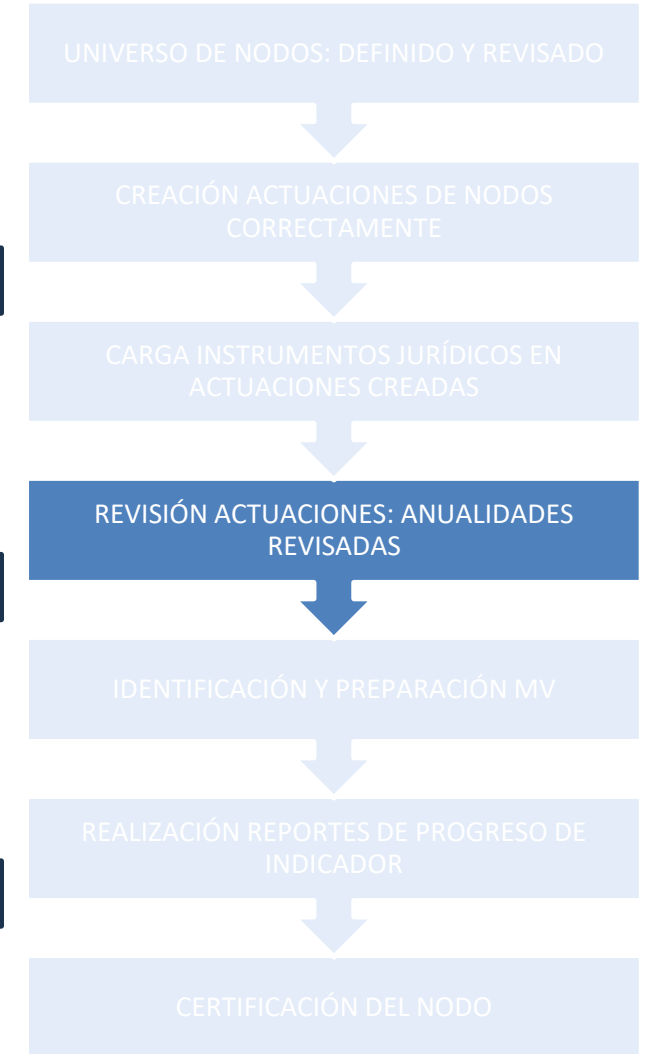 UNIVERSO DE NODOS: DEFINIDO Y REVISADO
CREACIÓN ACTUACIONES DE NODOS
CORRECTAMENTE
CARGA INSTRUMENTOS JURÍDICOS EN
ACTUACIONES CREADAS
REVISIÓN ACTUACIONES: ANUALIDADES
REVISADAS
IDENTIFICACIÓN Y PREPARACIÓN MV
REALIZACIÓN REPORTES DE PROGRESO DE
INDICADOR
CERTIFICACIÓN DEL NODO